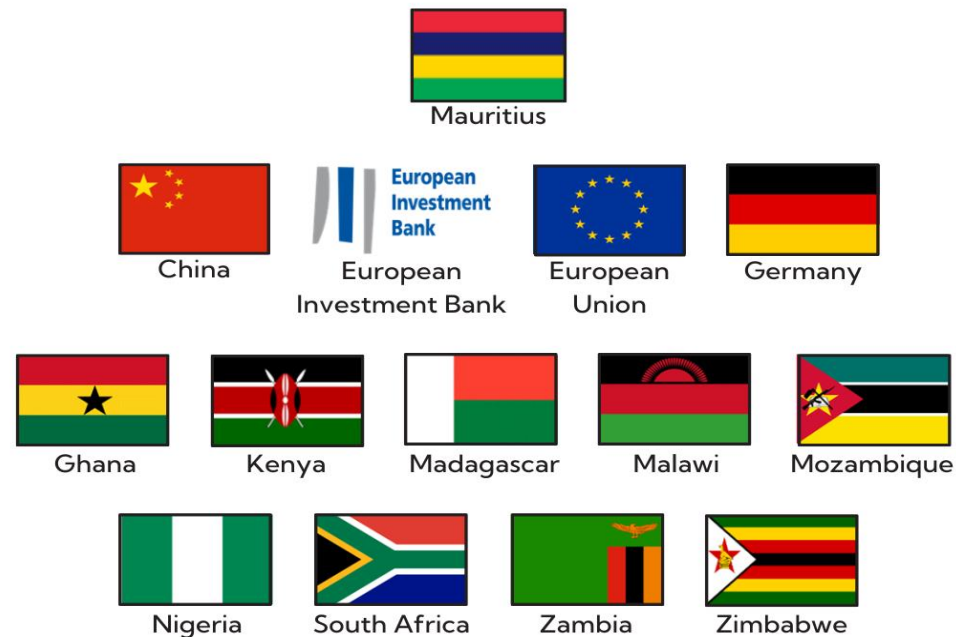 Mauritius
European
Investment
Bank
China
European
Investment Bank
European
Union
Germany
Ghana
Kenya
Madagascar
Malawi
Mozambique
Nigeria
South Africa
Zambia
Zimbabwe